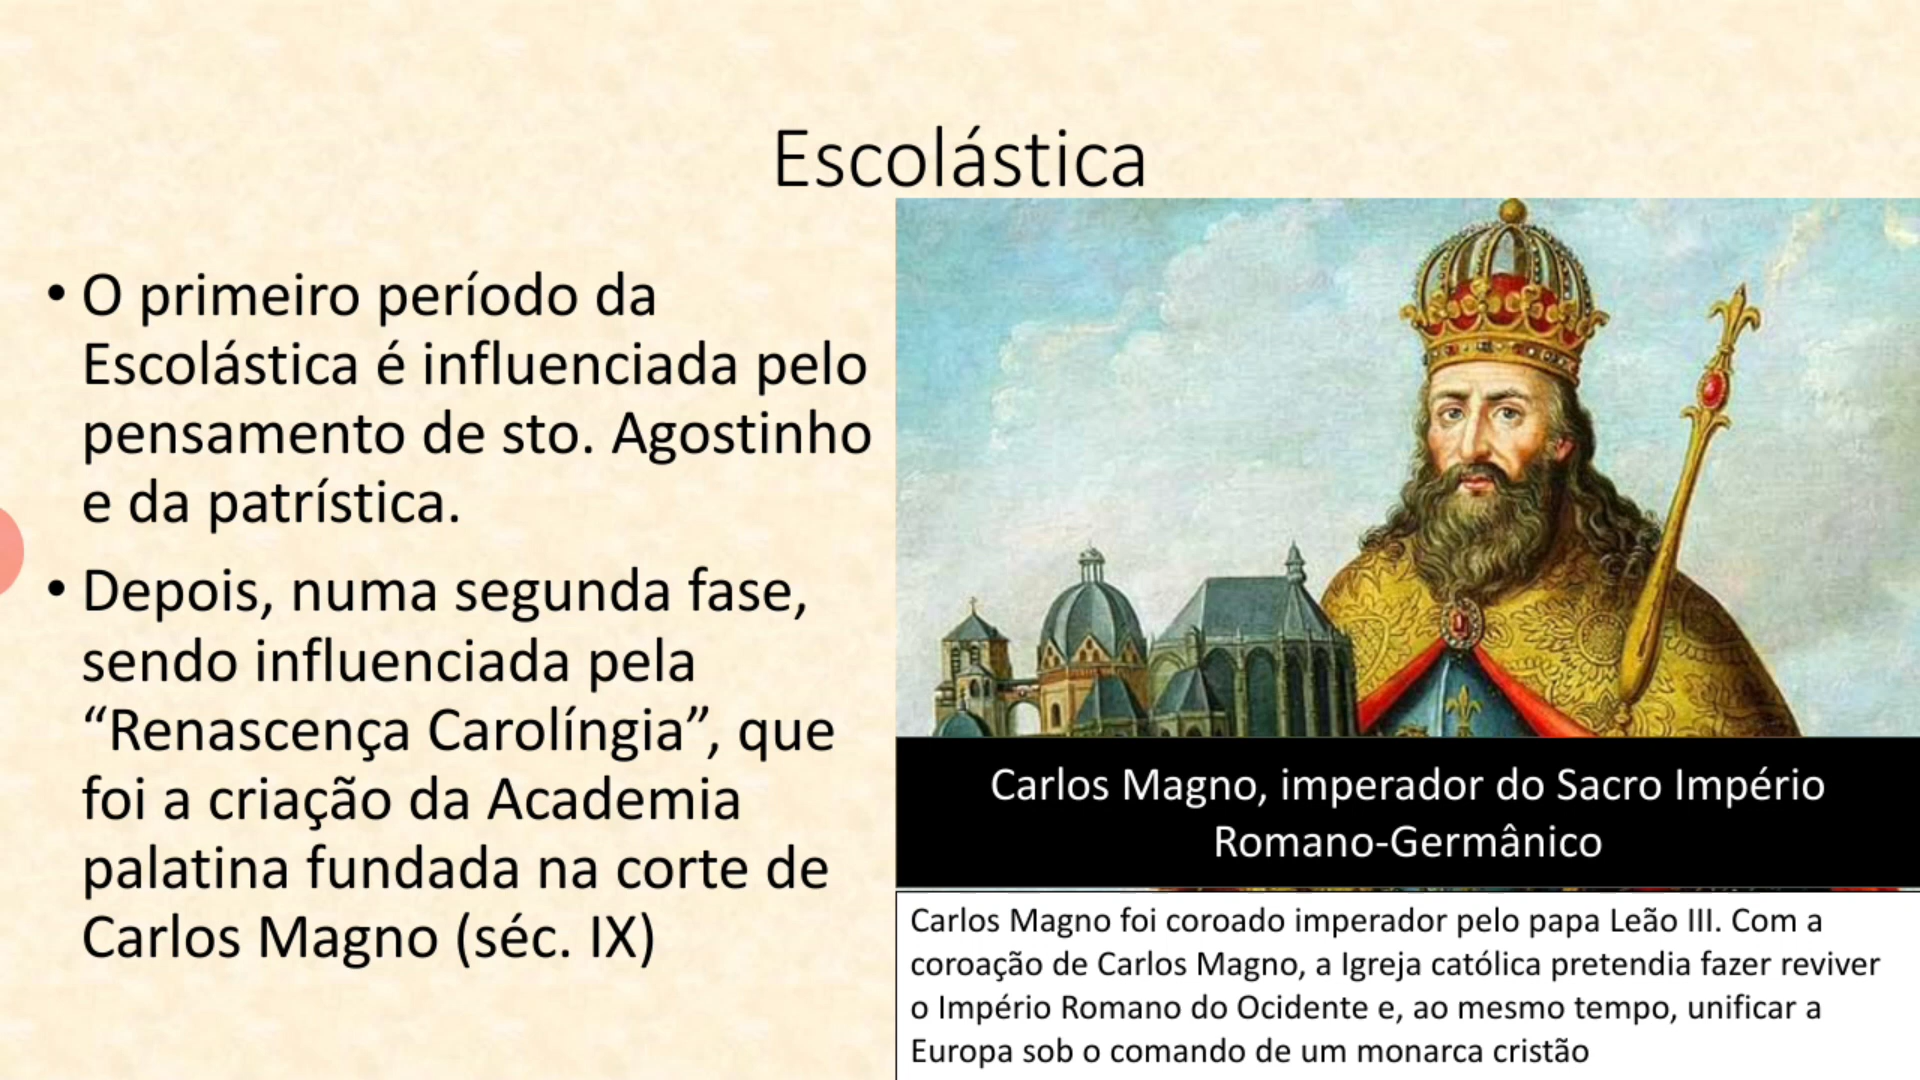 Escolástica
• O primeiro período da
Escolástica é influenciada pelo
pensamento de sto. Agostinho
e da patrística.
• Depois, numa segunda fase,
sendo influenciada pela
“Renascença Carolíngia”, que
foi a criação da Academia
palatina fundada na corte de
Carlos Magno (séc. IX)
Carlos Magno, imperador do Sacro Império
Romano-Germânico
Carlos Magno foi coroado imperador pelo papa Leão III. Com a
coroação de Carlos Magno, a Igreja católica pretendia fazer reviver
o Império Romano do Ocidente e, ao mesmo tempo, unificar a
Europa sob o comando de um monarca cristão